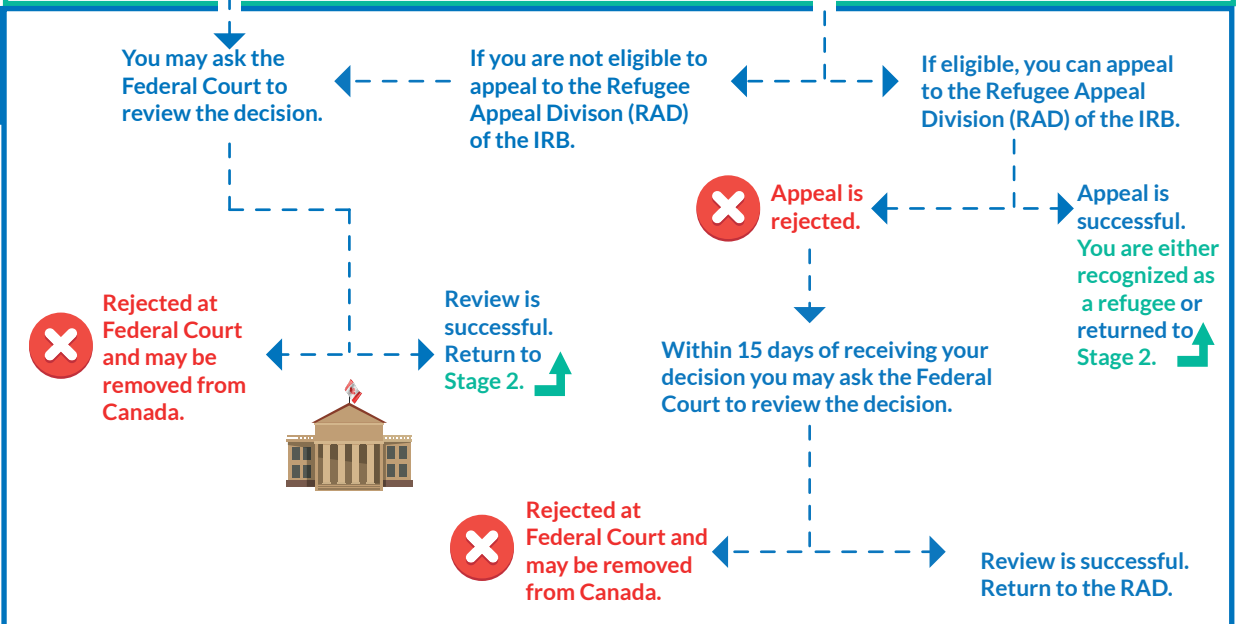 You may ask the
Federal Court to
review the decision.
If you are not eligible to
appeal to the Refugee
Appeal Divison (RAD)
of the IRB.
If eligible, you can appeal
to the Refugee Appeal
Division (RAD) of the IRB.
Appeal is
rejected.
Appeal is
successful.
You are either
recognized as
a refugee or
returned to
Stage 2.
Rejected at
Federal Court
and may be
removed from
Canada.
Review is
successful.
Return to
Stage 2.
Within 15 days of receiving your
decision you may ask the Federal
Court to review the decision.
Rejected at
Federal Court and
may be removed
from Canada.
Review is successful.
Return to the RAD.